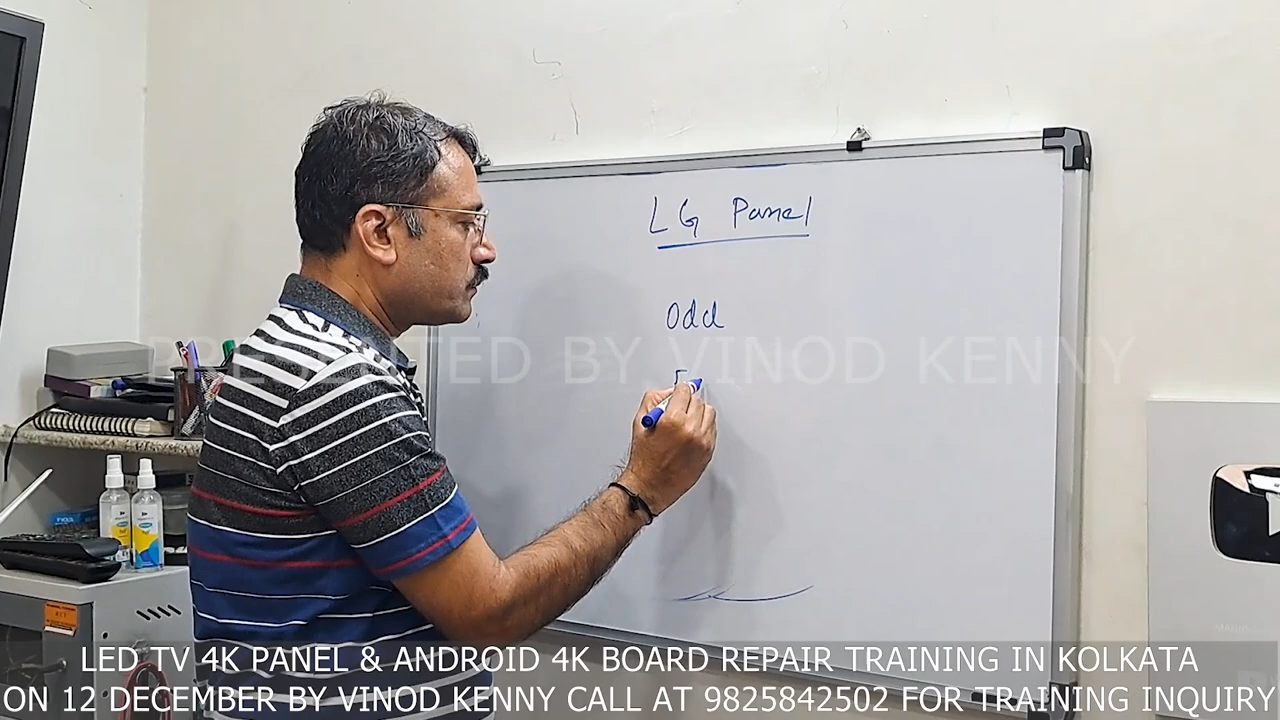 LG Panel
Odd
PRESENTED BY VINOD KENNY
LED TV 4K PANEL & ANDROID 4K BOARD REPAIR TRAINING IN KOLKATA
ON 12 DECEMBER BY VINOD KENNY CALL AT 9825842502 FOR TRAINING INQUIRY